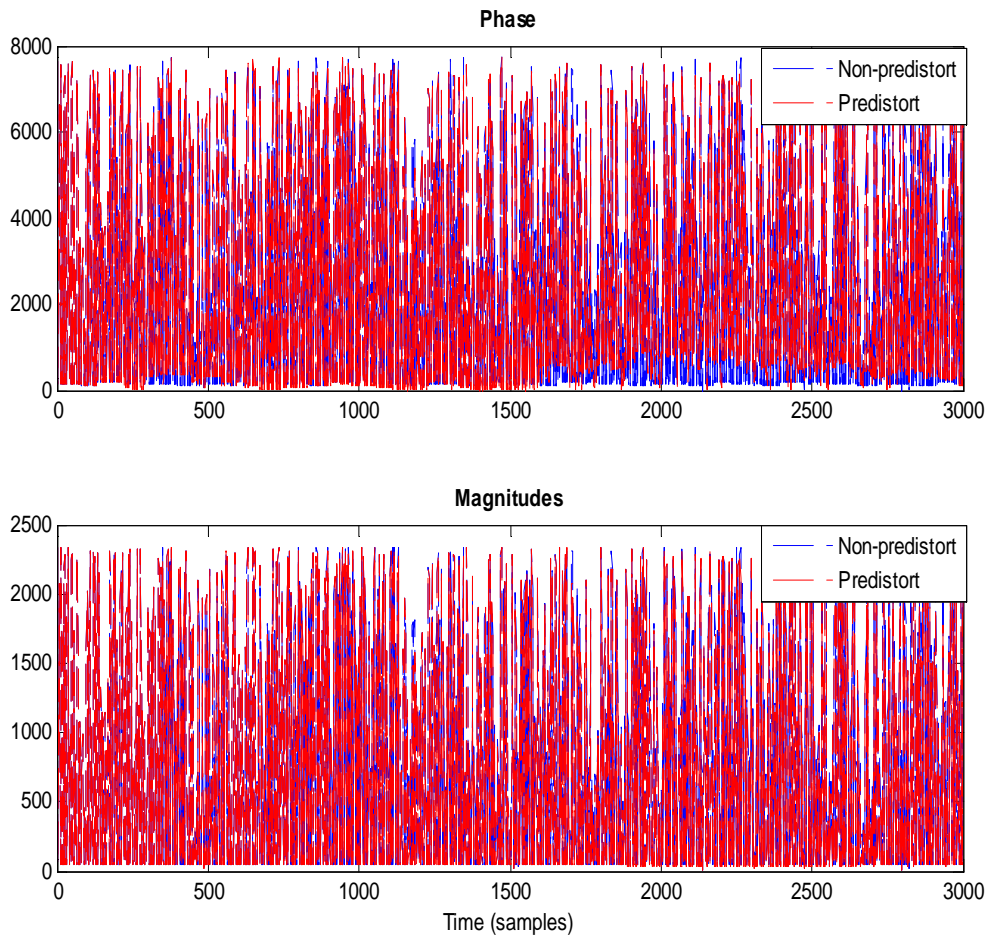 Phase
8000
6000
4000
2000
0
0 500 1000 1500 2000 2500 3000
Non-predistort
Predistort
Magnitudes
2500
2000
1500
1000
500
0
0 500 1000 1500 2000 2500 3000
Non-predistort
Predistort
Time (samples)